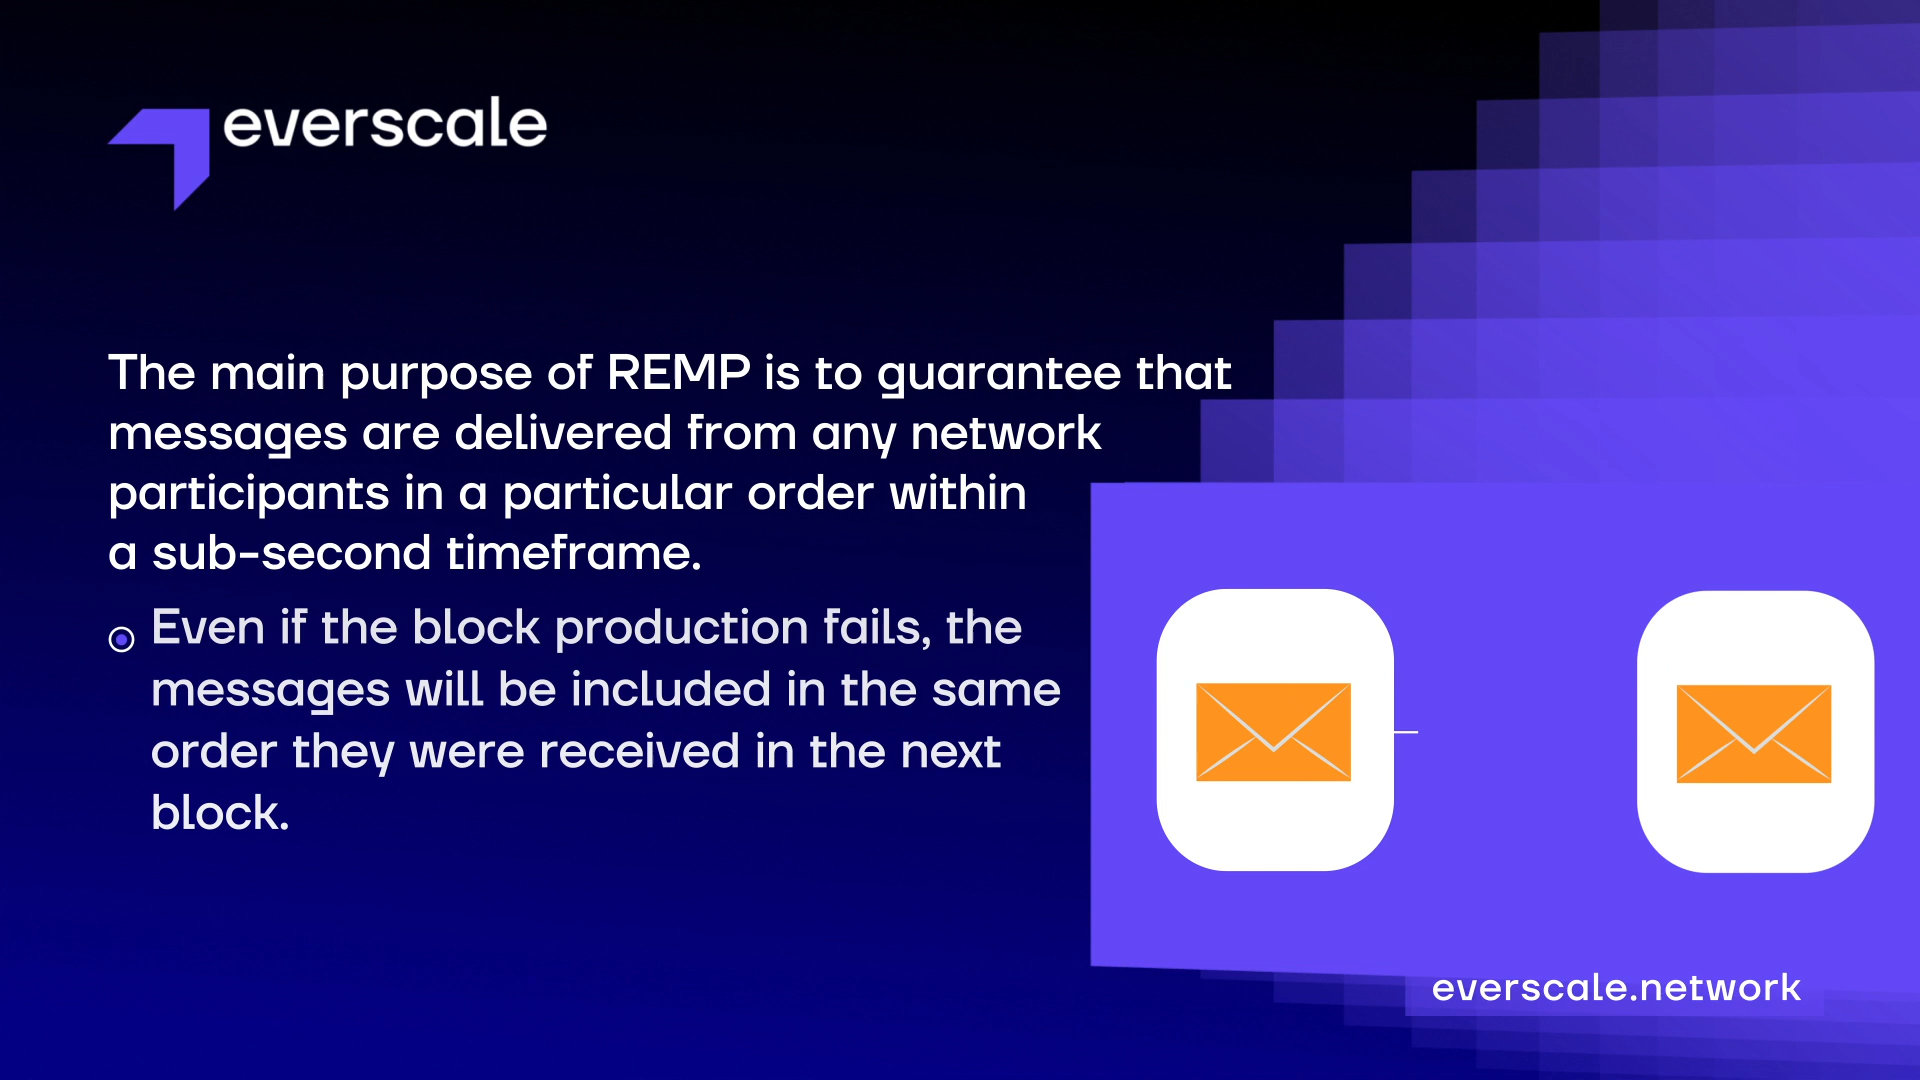 everscale
The main purpose of REMP is to guarantee that
messages are delivered from any network
participants in a particular order within
a sub-second timeframe.
Even if the block production fails, the
messages will be included in the same
order they were received in the next
block.
everscale.network